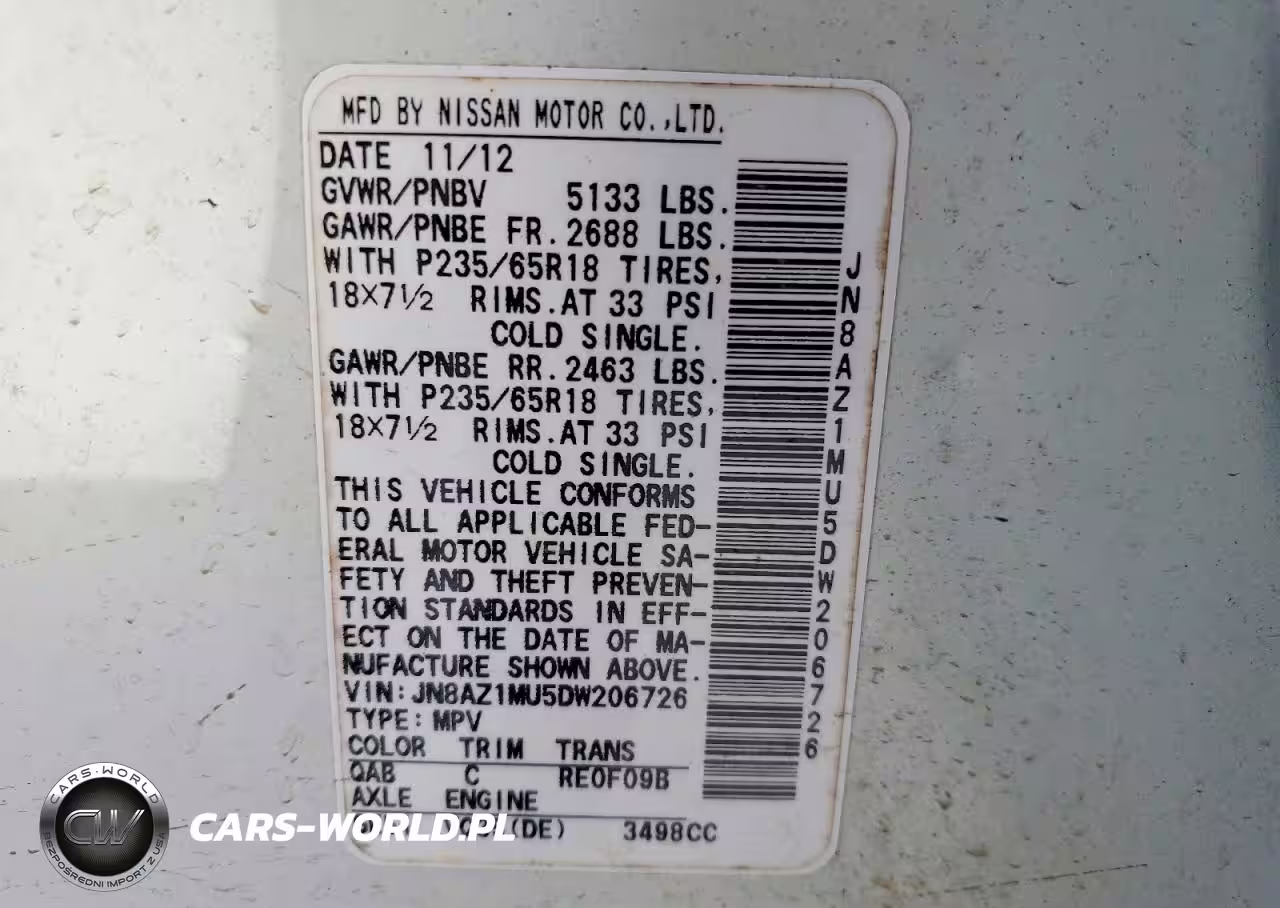 MFD BY NISSAN MOTOR CO.,LTD.
DATE 11/12
GVWR/PNBV 5133 LBS.
GAWR/PNBE FR. 2688 LBS.
WITH P235/65R18 TIRES,
18×7½ RIMS.AT 33 PSI
COLD SINGLE.
GAWR/PNBE RR. 2463 LBS.
WITH P235/65R18 TIRES,
18×7½ RIMS.AT 33 PSI
COLD SINGLE.
THIS VEHICLE CONFORMS
TO ALL APPLICABLE FED-
ERAL MOTOR VEHICLE SA-
FETY AND THEFT PREVEN-
TION STANDARDS IN EFF-
ECT ON THE DATE OF MA-
NUFACTURE SHOWN ABOVE.
VIN:JN8AZ1MU5DW206726
TYPE:MPV
COLOR TRIM TRANS
QAB C RE0F09B
AXLE ENGINE
(DE) 3498CC
JN8AZ1MU5DW206726
CARS-WORLD
CW
BEZPOŚREDNI IMPORT Z USA
CARS-WORLD.PL